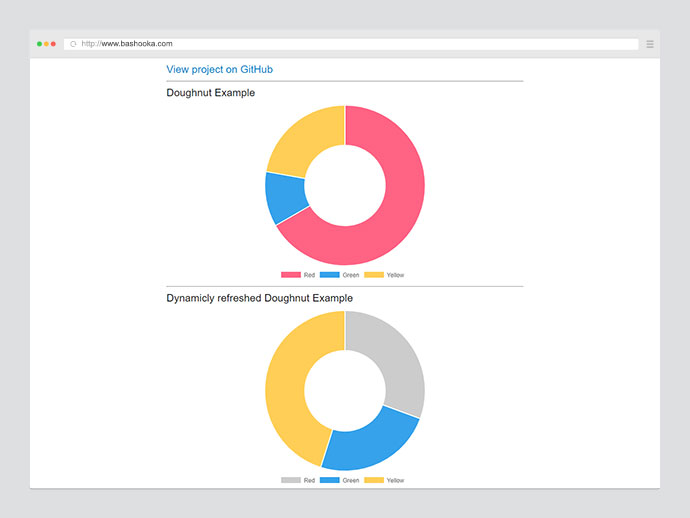 http://www.bashooka.com
View project on GitHub
Doughnut Example
Red Green Yellow
Dynamicly refreshed Doughnut Example
Red Green Yellow